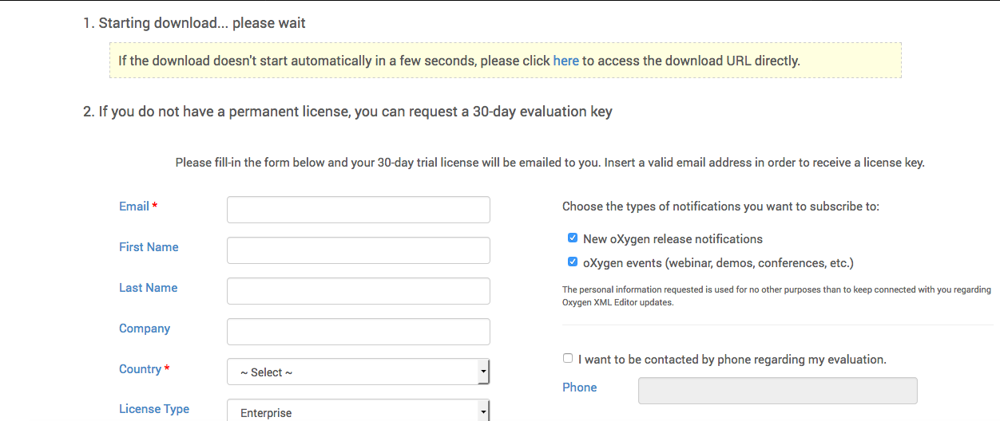 1. Starting download... please wait
If the download doesn't start automatically in a few seconds, please click here to access the download URL directly.
2. If you do not have a permanent license, you can request a 30-day evaluation key
Please fill-in the form below and your 30-day trial license will be emailed to you. Insert a valid email address in order to receive a license key.
Email *
First Name
Last Name
Company
Country *
~ Select ~
License Type
Enterprise
Choose the types of notifications you want to subscribe to:
New oXygen release notifications
oXygen events (webinar, demos, conferences, etc.)
The personal information requested is used for no other purposes than to keep connected with you regarding
Oxygen XML Editor updates.
I want to be contacted by phone regarding my evaluation.
Phone